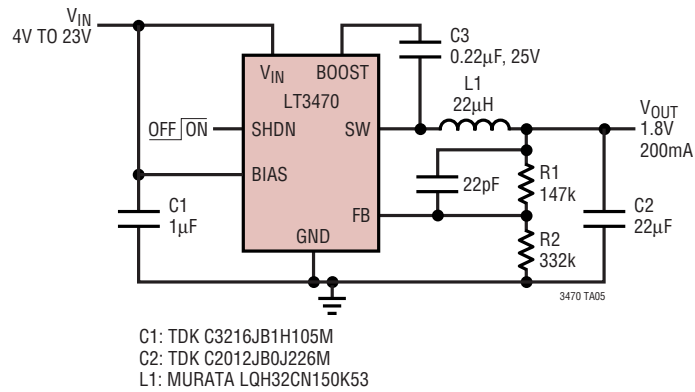 VIN
4V TO 23V
C3
0.22µF, 25V
VIN BOOST
LT3470
L1
22µH
VOUT
1.8V
200mA
OFF ON
SHDN SW
BIAS
22pF
R1
147k
C1
1µF
FB
C2
22µF
GND
R2
332k
3470 TA05
C1: TDK C3216JB1H105M
C2: TDK C2012JB0J226M
L1: MURATA LQH32CN150K53